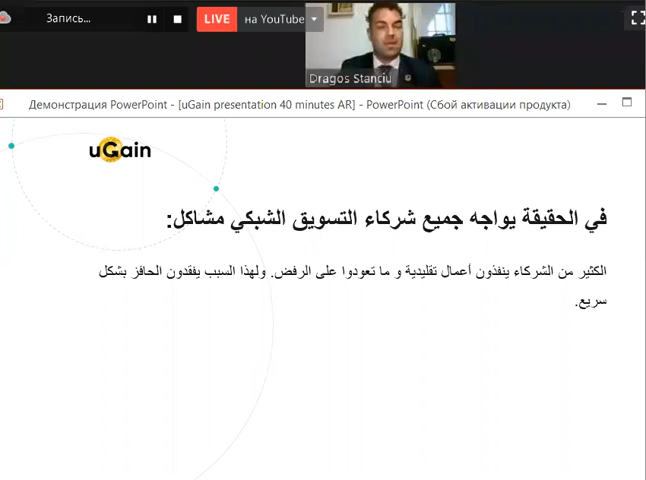 Запись...
LIVE
на YouTube
Dragos Stanciu
Демонстрация PowerPoint - [uGain presentation 40 minutes AR] - PowerPoint (Сбой активации продукта)
uGain
في الحقيقة يواجه جميع شركاء التسويق الشبكي مشاكل:
الكثير من الشركاء ينفذون أعمال تقليدية و ما تعودوا على الرفض. ولهذا السبب يفقدون الحافز بشكل
سريع.